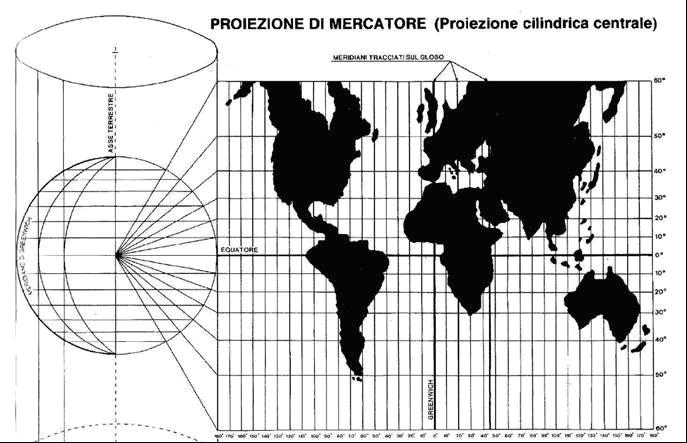 PROIEZIONE DI MERCATORE (Proiezione cilindrica centrale)
MERIDIANI TRACCIATI SUL GLOBO
ASSE TERRESTRE
MERIDIANO DI GREENWICH
EQUATORE
GREENWICH
60°
50°
40°
30°
20°
10°
0°
10°
20°
30°
40°
50°
180° 170° 160° 150° 140° 130° 120° 110° 100° 90° 80° 70° 60° 50° 40° 30° 20° 10° 0° 10° 20° 30° 40° 50° 60° 70° 80° 90° 100° 110° 120° 130° 140° 150° 160° 170° 180°